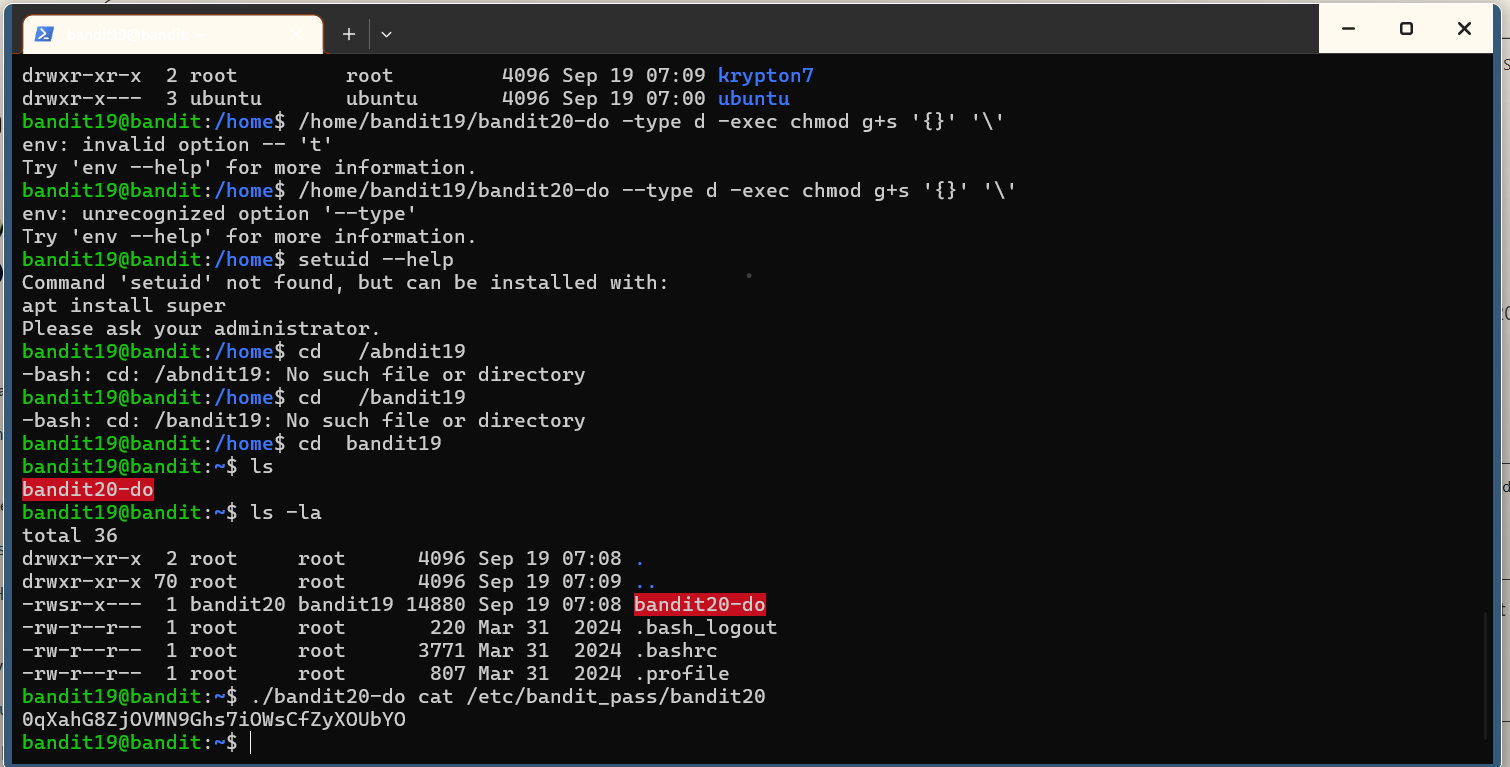 bandit19@bandit: ~
drwxr-xr-x  2 root         root         4096 Sep 19 07:09 krypton7
drwxr-x---  3 ubuntu       ubuntu       4096 Sep 19 07:00 ubuntu
bandit19@bandit:/home$ /home/bandit19/bandit20-do -type d -exec chmod g+s '{}' '\'
env: invalid option -- 't'
Try 'env --help' for more information.
bandit19@bandit:/home$ /home/bandit19/bandit20-do --type d -exec chmod g+s '{}' '\'
env: unrecognized option '--type'
Try 'env --help' for more information.
bandit19@bandit:/home$ setuid --help
Command 'setuid' not found, but can be installed with:
apt install super
Please ask your administrator.
bandit19@bandit:/home$ cd   /abndit19
-bash: cd: /abndit19: No such file or directory
bandit19@bandit:/home$ cd   /bandit19
-bash: cd: /bandit19: No such file or directory
bandit19@bandit:/home$ cd  bandit19
bandit19@bandit:~$ ls
bandit20-do
bandit19@bandit:~$ ls -la
total 36
drwxr-xr-x  2 root     root      4096 Sep 19 07:08 .
drwxr-xr-x 70 root     root      4096 Sep 19 07:09 ..
-rwsr-x---  1 bandit20 bandit19 14880 Sep 19 07:08 bandit20-do
-rw-r--r--  1 root     root       220 Mar 31  2024 .bash_logout
-rw-r--r--  1 root     root      3771 Mar 31  2024 .bashrc
-rw-r--r--  1 root     root       807 Mar 31  2024 .profile
bandit19@bandit:~$ ./bandit20-do cat /etc/bandit_pass/bandit20
0qXahG8ZjOVMN9Ghs7iOWsCfZyXOUbYO
bandit19@bandit:~$